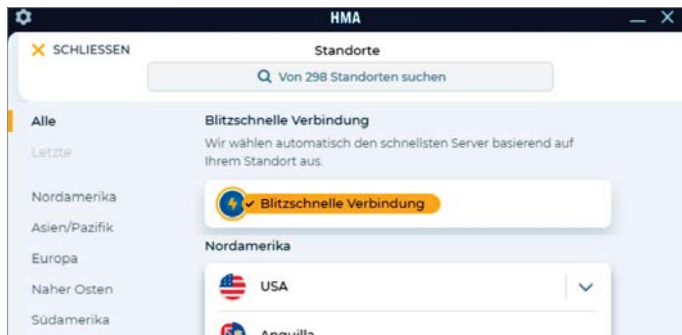 HMA
SCHLIESSEN
Standorte
Von 298 Standorten suchen
Alle
Letzte
Nordamerika
Asien/Pazifik
Europa
Naher Osten
Südamerika
Blitzschnelle Verbindung
Wir wählen automatisch den schnellsten Server basierend auf
Ihrem Standort aus.
Blitzschnelle Verbindung
Nordamerika
USA
Anguilla